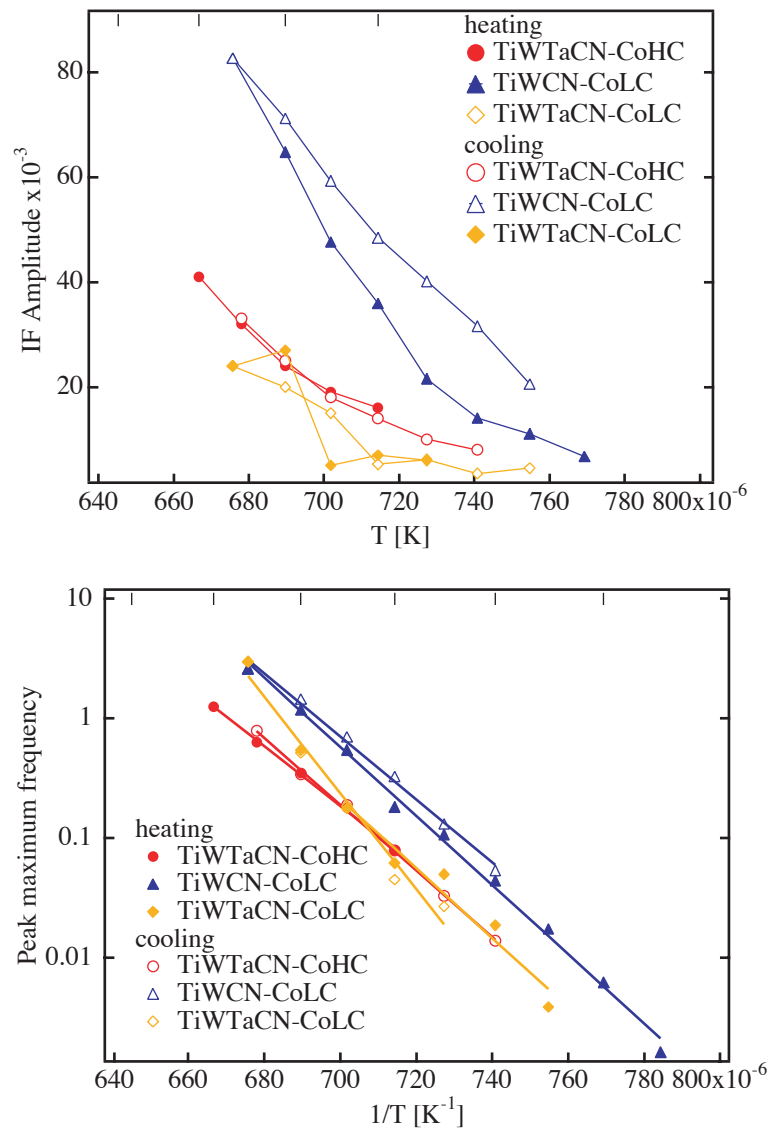 heating
TiWTaCN-CoHC
TiWCN-CoLC
TiWTaCN-CoLC
cooling
TiWTaCN-CoHC
TiWCN-CoLC
TiWTaCN-CoLC
80
60
40
20
IF Amplitude x10⁻³
640 660 680 700 720 740 760 780 800x10⁻⁶
T [K]
10
1
0.1
0.01
Peak maximum frequency
heating
TiWTaCN-CoHC
TiWCN-CoLC
TiWTaCN-CoLC
cooling
TiWTaCN-CoHC
TiWCN-CoLC
TiWTaCN-CoLC
640 660 680 700 720 740 760 780 800x10⁻⁶
1/T [K⁻¹]